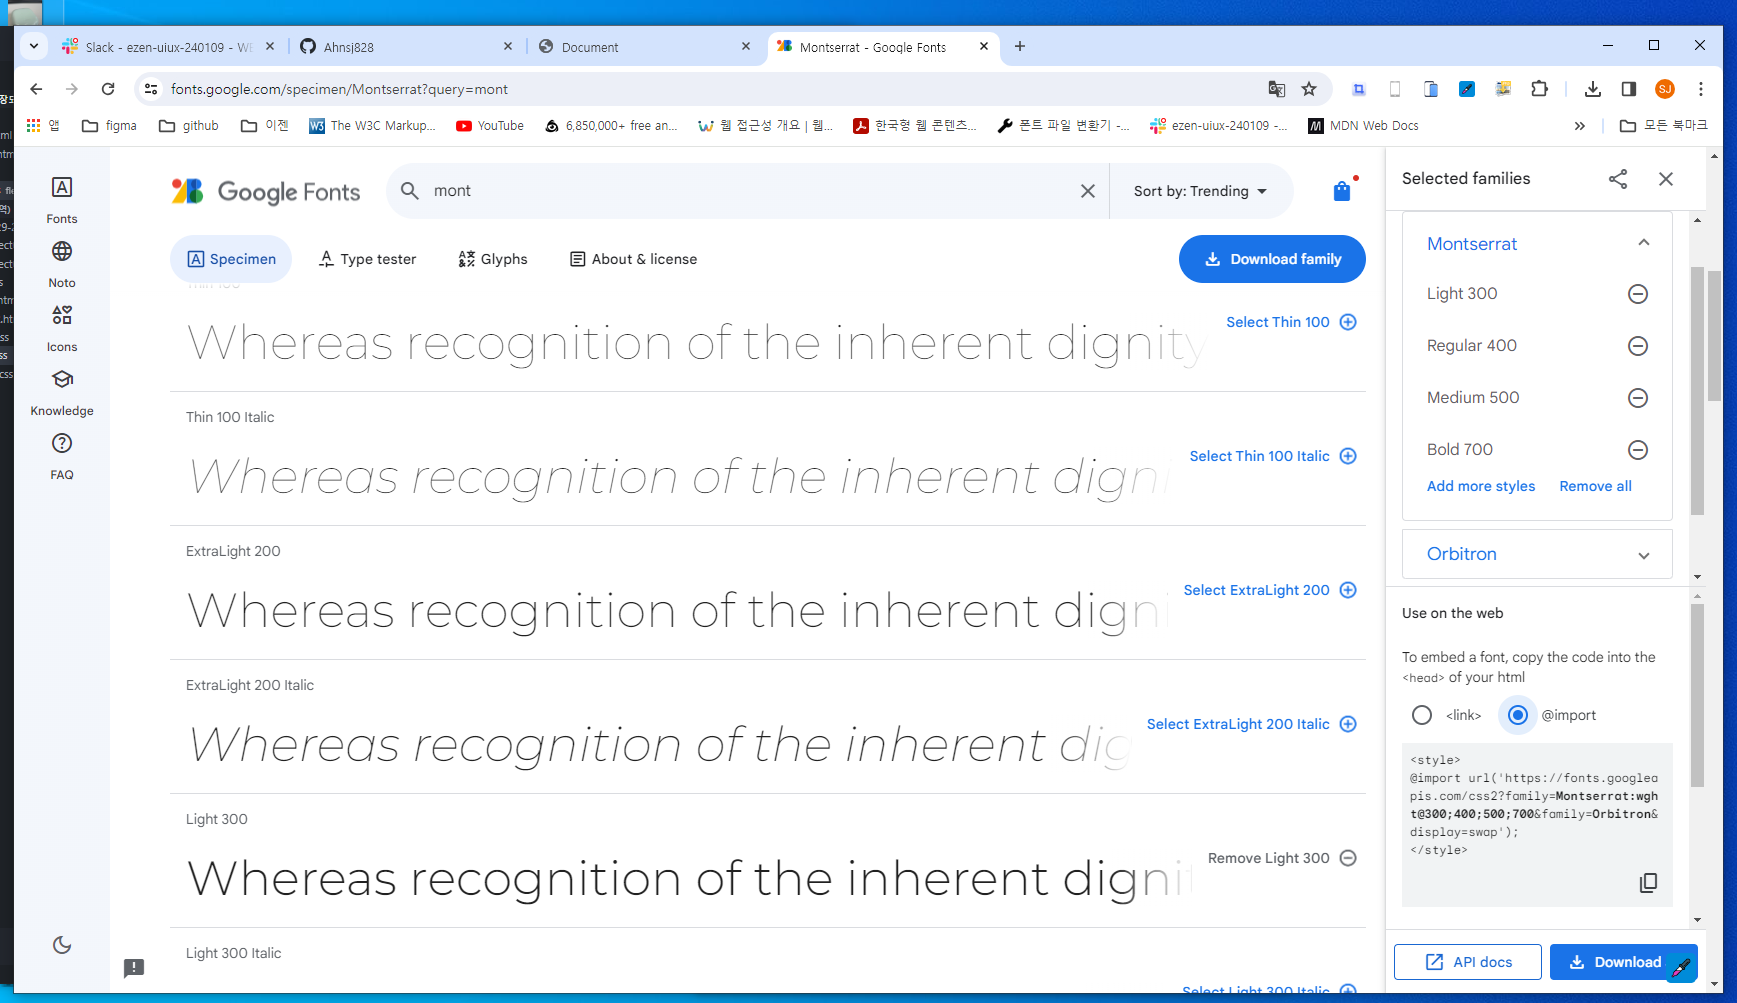 Slack - ezen-uiux-240109 - WE
Ahnsj828
Document
Montserrat - Google Fonts
fonts.google.com/specimen/Montserrat?query=mont
SJ
앱
figma
github
이젠
The W3C Markup...
YouTube
6,850,000+ free an...
웹 접근성 개요 | 웹...
한국형 웹 콘텐츠...
폰트 파일 변환기 -...
ezen-uiux-240109 -...
MDN Web Docs
모든 북마크
Fonts
Noto
Icons
Knowledge
FAQ
Google Fonts
mont
Sort by: Trending
Specimen
Type tester
Glyphs
About & license
Download family
Thin 100
Whereas recognition of the inherent dignity
Select Thin 100
Thin 100 Italic
Whereas recognition of the inherent digni
Select Thin 100 Italic
ExtraLight 200
Whereas recognition of the inherent digni
Select ExtraLight 200
ExtraLight 200 Italic
Whereas recognition of the inherent dig
Select ExtraLight 200 Italic
Light 300
Whereas recognition of the inherent digni
Remove Light 300
Light 300 Italic
Select Light 300 Italic
Selected families
Montserrat
Light 300
Regular 400
Medium 500
Bold 700
Add more styles
Remove all
Orbitron
Use on the web
To embed a font, copy the code into the
<head> of your html
<link>
@import
<style>
@import url('https://fonts.googlea
pis.com/css2?family=Montserrat:wgh
t@300;400;500;700&family=Orbitron&
display=swap');
</style>
API docs
Download